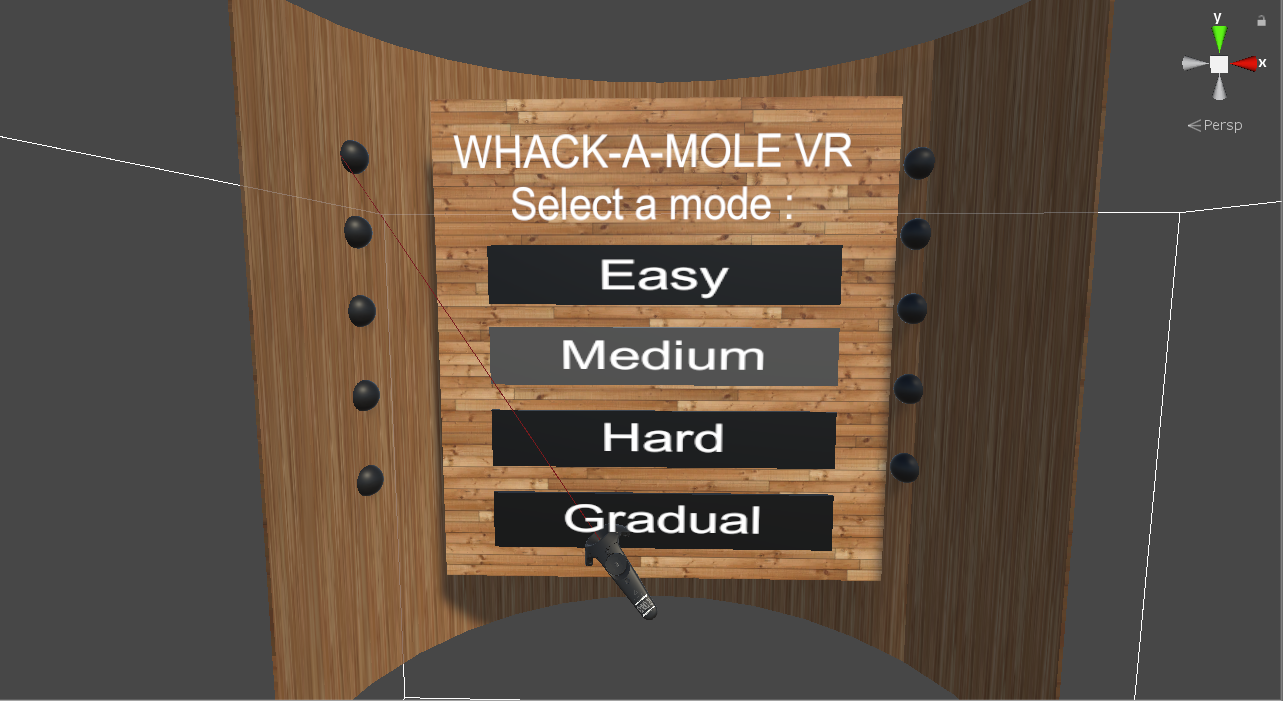 y
x
Persp
WHACK-A-MOLE VR
Select a mode :
Easy
Medium
Hard
Gradual